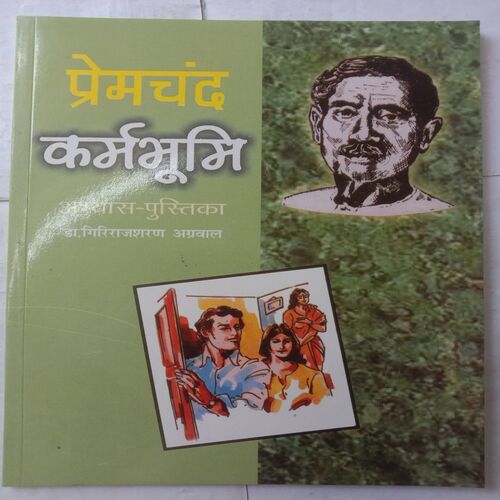 प्रेमचंद
कर्मभूमि
अभ्यास-पुस्तिका
डा.गिरिराजशरण अग्रवाल